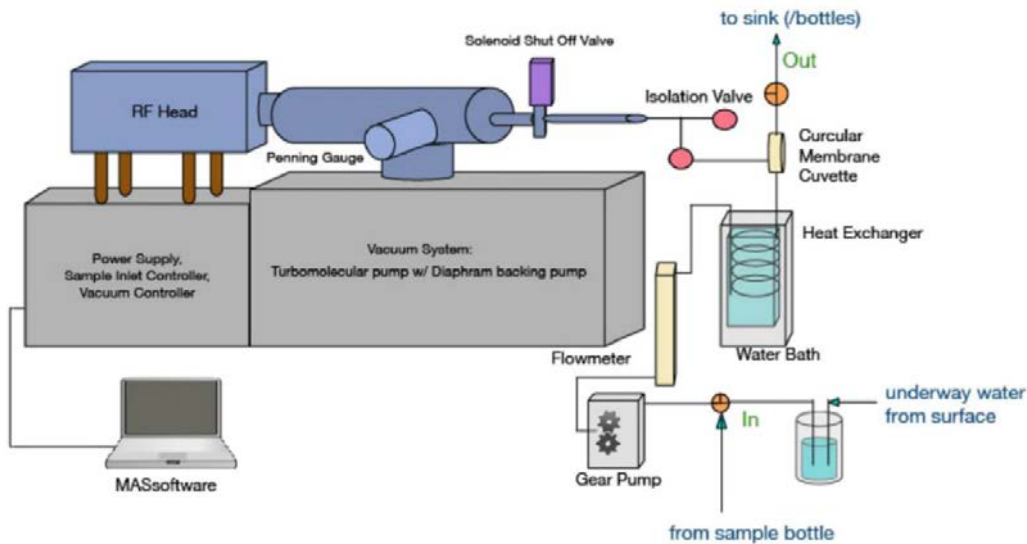 to sink (/bottles)
Solenoid Shut Off Valve
Out
RF Head
Isolation Valve
Curcular
Membrane
Cuvette
Penning Gauge
Heat Exchanger
Power Supply,
Sample Inlet Controller,
Vacuum Controller
Vacuum System:
Turbomolecular pump w/ Diaphram backing pump
Flowmeter
Water Bath
underway water
from surface
In
Gear Pump
MASsoftware
from sample bottle